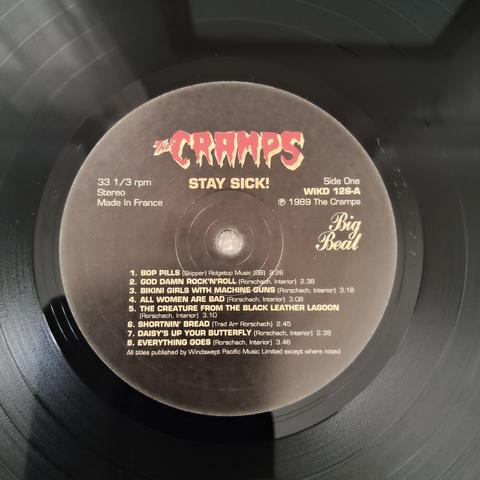 The CRAMPS
STAY SICK!
33 1/3 rpm
Stereo
Made In France
Side One
WIKD 126-A
℗ 1989 The Cramps
Big
Beat
1. BOP PILLS (Skipper) Ridgetop Music (BB) 2.26
2. GOD DAMN ROCK'N'ROLL (Rorschach, Interior) 2.38
3. BIKINI GIRLS WITH MACHINE GUNS (Rorschach, Interior) 3.18
4. ALL WOMEN ARE BAD (Rorschach, Interior) 3.08
5. THE CREATURE FROM THE BLACK LEATHER LAGOON
(Rorschach, Interior) 3.10
6. SHORTNIN' BREAD (Trad Arr Rorschach) 2.45
7. DAISY'S UP YOUR BUTTERFLY (Rorschach, Interior) 2.38
8. EVERYTHING GOES (Rorschach, Interior) 3.46
All titles published by Windswept Pacific Music Limited except where noted